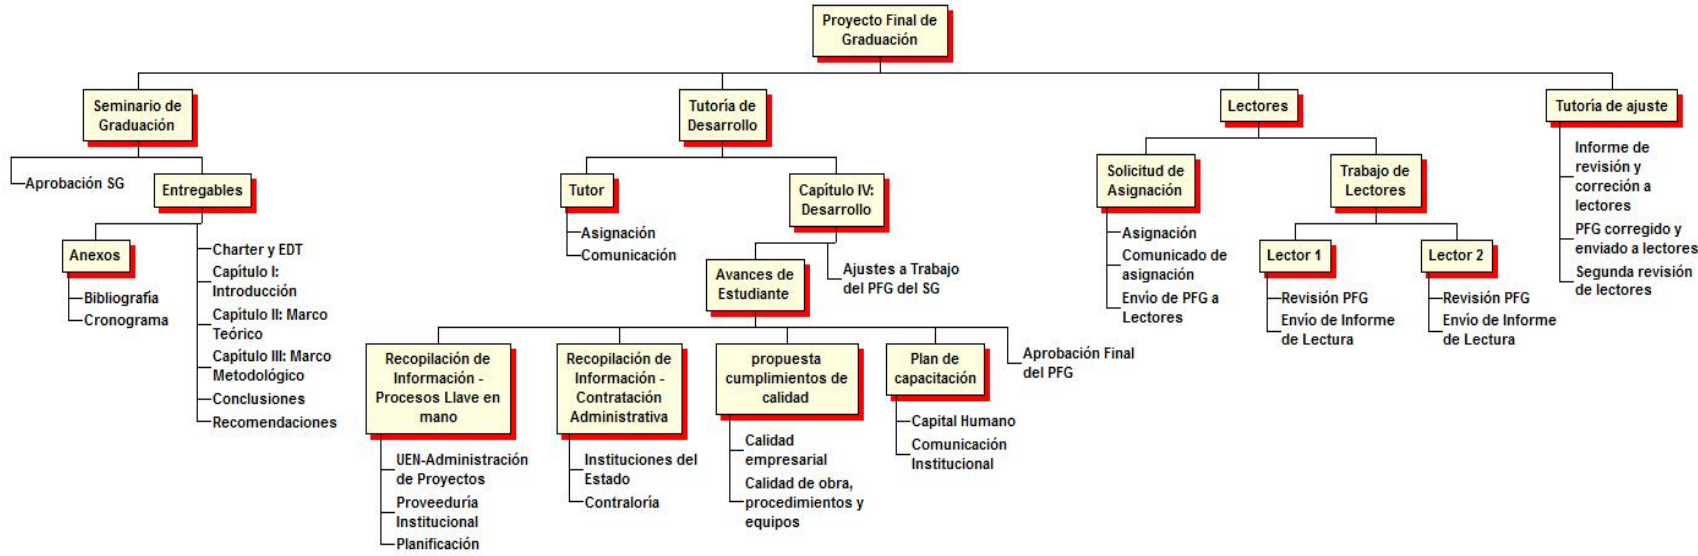 Proyecto Final de
Graduación
Seminario de
Graduación
Aprobación SG
Entregables
Anexos
Bibliografía
Cronograma
Charter y EDT
Capítulo I:
Introducción
Capítulo II: Marco
Teórico
Capítulo III: Marco
Metodológico
Conclusiones
Recomendaciones
Tutoría de
Desarrollo
Tutor
Asignación
Comunicación
Capítulo IV:
Desarrollo
Avances de
Estudiante
Recopilación de
Información -
Procesos Llave en
mano
UEN-Administración
de Proyectos
Proveeduría
Institucional
Planificación
Recopilación de
Información -
Contratación
Administrativa
Instituciones del
Estado
Contraloría
propuesta
cumplimientos de
calidad
Calidad
empresarial
Calidad de obra,
procedimientos y
equipos
Plan de
capacitación
Capital Humano
Comunicación
Institucional
Aprobación Final
del PFG
Ajustes a Trabajo
del PFG del SG
Lectores
Solicitud de
Asignación
Asignación
Comunicado de
asignación
Envío de PFG a
Lectores
Trabajo de
Lectores
Lector 1
Revisión PFG
Envío de Informe
de Lectura
Lector 2
Revisión PFG
Envío de Informe
de Lectura
Tutoría de ajuste
Informe de
revisión y
correción a
lectores
PFG corregido y
enviado a lectores
Segunda revisión
de lectores